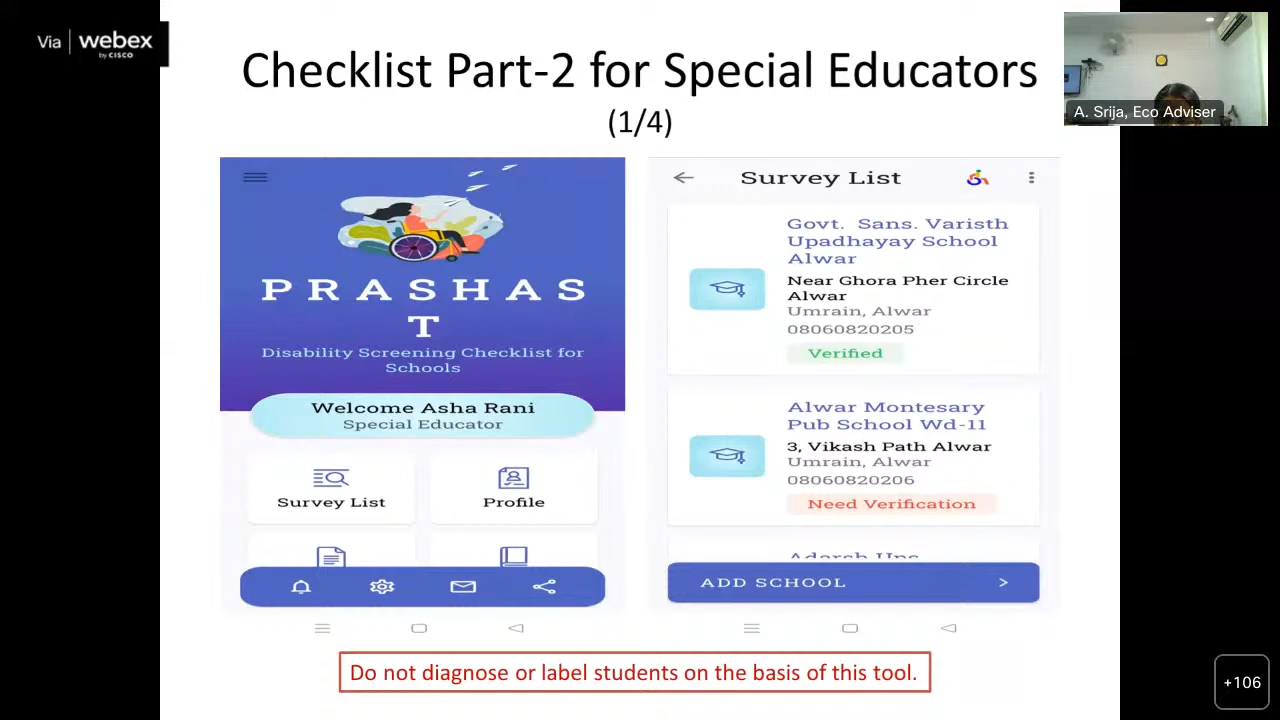 Via webex
by CISCO
Checklist Part-2 for Special Educators
(1/4)
A. Srija, Eco Adviser
PRASHAS
T
Disability Screening Checklist for
Schools
Welcome Asha Rani
Special Educator
Survey List
Profile
Survey List
Govt. Sans. Varisth
Upadhayay School
Alwar
Near Ghora Pher Circle
Alwar
Umrain, Alwar
08060820205
Verified
Alwar Montesary
Pub School Wd-11
3, Vikash Path Alwar
Umrain, Alwar
08060820206
Need Verification
ADD SCHOOL
Do not diagnose or label students on the basis of this tool.
+106